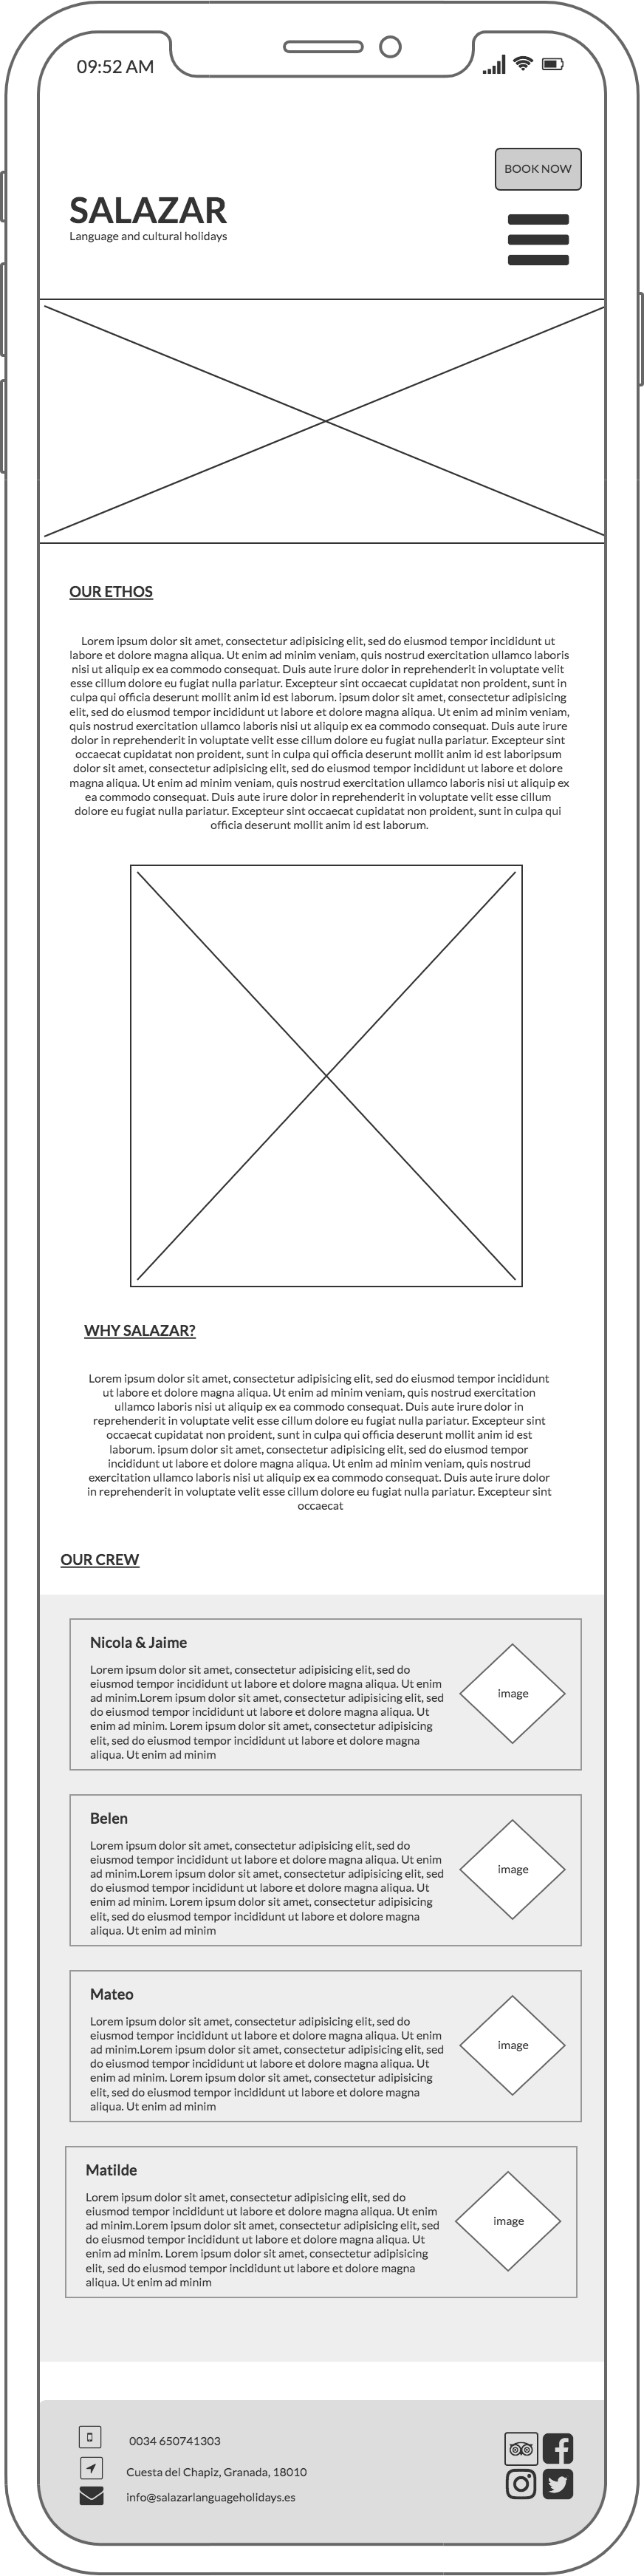 09:52 AM
BOOK NOW
SALAZAR
Language and cultural holidays
OUR ETHOS
Lorem ipsum dolor sit amet, consectetur adipisicing elit, sed do eiusmod tempor incididunt ut
labore et dolore magna aliqua. Ut enim ad minim veniam, quis nostrud exercitation ullamco laboris
nisi ut aliquip ex ea commodo consequat. Duis aute irure dolor in reprehenderit in voluptate velit
esse cillum dolore eu fugiat nulla pariatur. Excepteur sint occaecat cupidatat non proident, sunt in
culpa qui officia deserunt mollit anim id est laborum. ipsum dolor sit amet, consectetur adipisicing
elit, sed do eiusmod tempor incididunt ut labore et dolore magna aliqua. Ut enim ad minim veniam,
quis nostrud exercitation ullamco laboris nisi ut aliquip ex ea commodo consequat. Duis aute irure
dolor in reprehenderit in voluptate velit esse cillum dolore eu fugiat nulla pariatur. Excepteur sint
occaecat cupidatat non proident, sunt in culpa qui officia deserunt mollit anim id est laboripsum
dolor sit amet, consectetur adipisicing elit, sed do eiusmod tempor incididunt ut labore et dolore
magna aliqua. Ut enim ad minim veniam, quis nostrud exercitation ullamco laboris nisi ut aliquip ex
ea commodo consequat. Duis aute irure dolor in reprehenderit in voluptate velit esse cillum
dolore eu fugiat nulla pariatur. Excepteur sint occaecat cupidatat non proident, sunt in culpa qui
officia deserunt mollit anim id est laborum.
WHY SALAZAR?
Lorem ipsum dolor sit amet, consectetur adipisicing elit, sed do eiusmod tempor incididunt
ut labore et dolore magna aliqua. Ut enim ad minim veniam, quis nostrud exercitation
ullamco laboris nisi ut aliquip ex ea commodo consequat. Duis aute irure dolor in
reprehenderit in voluptate velit esse cillum dolore eu fugiat nulla pariatur. Excepteur sint
occaecat cupidatat non proident, sunt in culpa qui officia deserunt mollit anim id est
laborum. ipsum dolor sit amet, consectetur adipisicing elit, sed do eiusmod tempor
incididunt ut labore et dolore magna aliqua. Ut enim ad minim veniam, quis nostrud
exercitation ullamco laboris nisi ut aliquip ex ea commodo consequat. Duis aute irure dolor
in reprehenderit in voluptate velit esse cillum dolore eu fugiat nulla pariatur. Excepteur sint
occaecat
OUR CREW
Nicola & Jaime
Lorem ipsum dolor sit amet, consectetur adipisicing elit, sed do
eiusmod tempor incididunt ut labore et dolore magna aliqua. Ut enim
ad minim.Lorem ipsum dolor sit amet, consectetur adipisicing elit, sed
do eiusmod tempor incididunt ut labore et dolore magna aliqua. Ut
enim ad minim. Lorem ipsum dolor sit amet, consectetur adipisicing
elit, sed do eiusmod tempor incididunt ut labore et dolore magna
aliqua. Ut enim ad minim
image
Belen
Lorem ipsum dolor sit amet, consectetur adipisicing elit, sed do
eiusmod tempor incididunt ut labore et dolore magna aliqua. Ut enim
ad minim.Lorem ipsum dolor sit amet, consectetur adipisicing elit, sed
do eiusmod tempor incididunt ut labore et dolore magna aliqua. Ut
enim ad minim. Lorem ipsum dolor sit amet, consectetur adipisicing
elit, sed do eiusmod tempor incididunt ut labore et dolore magna
aliqua. Ut enim ad minim
image
Mateo
Lorem ipsum dolor sit amet, consectetur adipisicing elit, sed do
eiusmod tempor incididunt ut labore et dolore magna aliqua. Ut enim
ad minim.Lorem ipsum dolor sit amet, consectetur adipisicing elit, sed
do eiusmod tempor incididunt ut labore et dolore magna aliqua. Ut
enim ad minim. Lorem ipsum dolor sit amet, consectetur adipisicing
elit, sed do eiusmod tempor incididunt ut labore et dolore magna
aliqua. Ut enim ad minim
image
Matilde
Lorem ipsum dolor sit amet, consectetur adipisicing elit, sed do
eiusmod tempor incididunt ut labore et dolore magna aliqua. Ut enim
ad minim.Lorem ipsum dolor sit amet, consectetur adipisicing elit, sed
do eiusmod tempor incididunt ut labore et dolore magna aliqua. Ut
enim ad minim. Lorem ipsum dolor sit amet, consectetur adipisicing
elit, sed do eiusmod tempor incididunt ut labore et dolore magna
aliqua. Ut enim ad minim
image
0034 650741303
Cuesta del Chapiz, Granada, 18010
info@salazarlanguageholidays.es